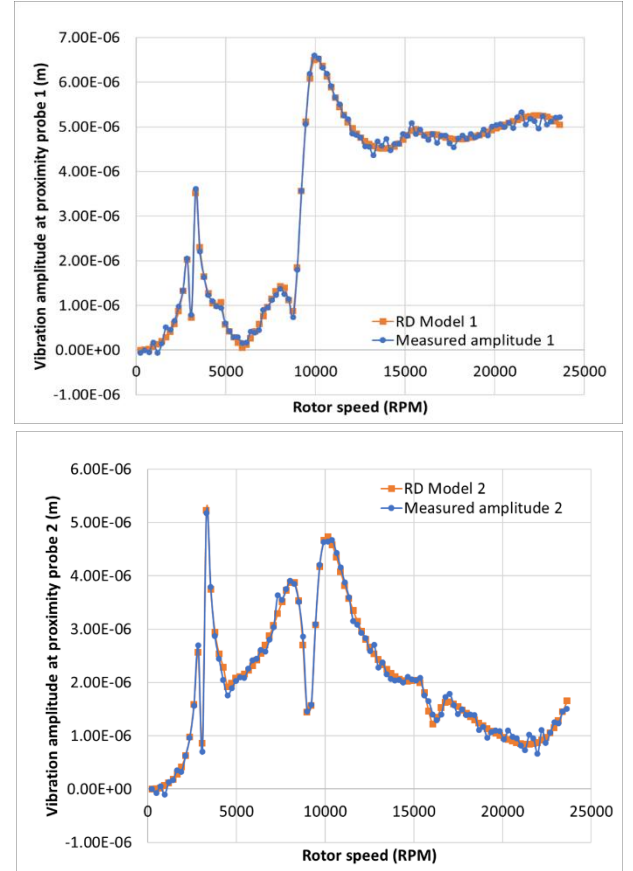 Vibration amplitude at proximity probe 1 (m)
7.00E-06
6.00E-06
5.00E-06
4.00E-06
3.00E-06
2.00E-06
1.00E-06
0.00E+00
-1.00E-06
RD Model 1
Measured amplitude 1
0 5000 10000 15000 20000 25000
Rotor speed (RPM)
Vibration amplitude at proximity probe 2 (m)
6.00E-06
5.00E-06
4.00E-06
3.00E-06
2.00E-06
1.00E-06
0.00E+00
-1.00E-06
RD Model 2
Measured amplitude 2
0 5000 10000 15000 20000 25000
Rotor speed (RPM)